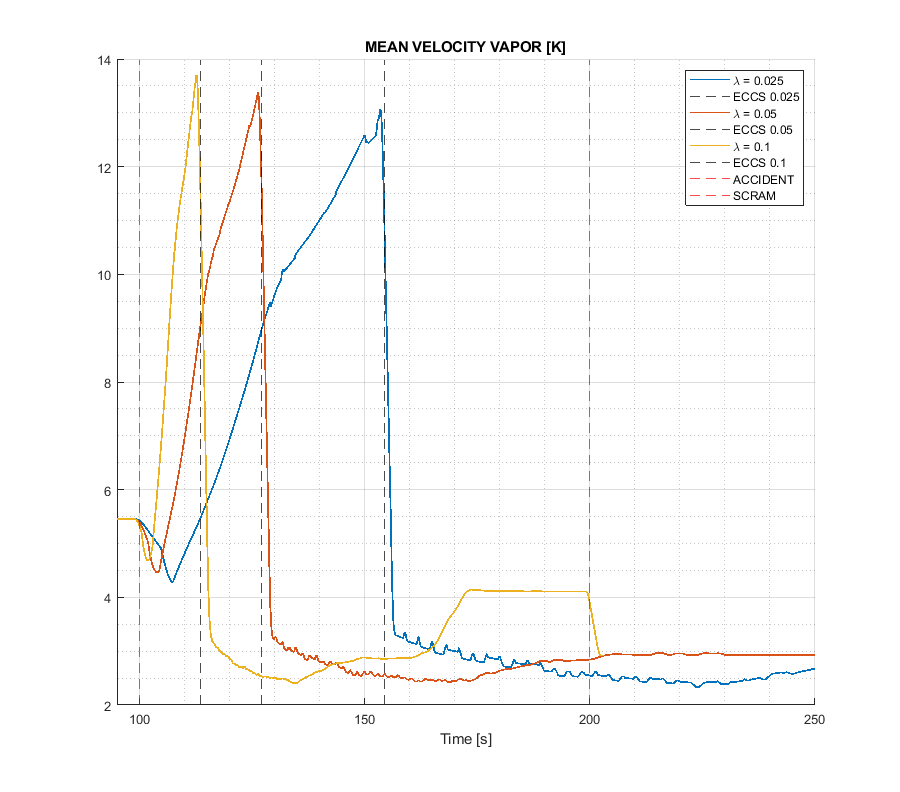 MEAN VELOCITY VAPOR [K]
14
12
10
8
6
4
2
100
150
200
250
Time [s]
λ = 0.025
ECCS 0.025
λ = 0.05
ECCS 0.05
λ = 0.1
ECCS 0.1
ACCIDENT
SCRAM